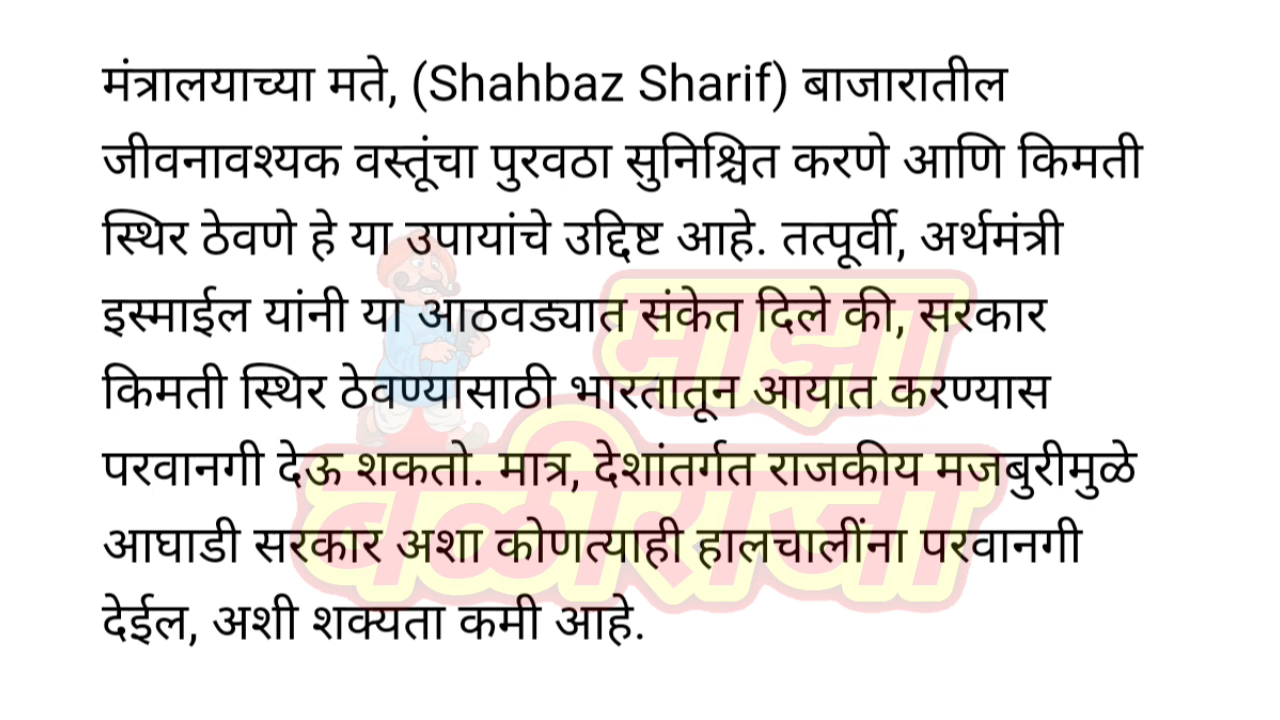 मंत्रालयाच्या मते, (Shahbaz Sharif) बाजारातील
जीवनावश्यक वस्तूंचा पुरवठा सुनिश्चित करणे आणि किमती
स्थिर ठेवणे हे या उपायांचे उद्दिष्ट आहे. तत्पूर्वी, अर्थमंत्री
इस्माईल यांनी या आठवड्यात संकेत दिले की, सरकार
किमती स्थिर ठेवण्यासाठी भारतातून आयात करण्यास
परवानगी देऊ शकतो. मात्र, देशांतर्गत राजकीय मजबुरीमुळे
आघाडी सरकार अशा कोणत्याही हालचालींना परवानगी
देईल, अशी शक्यता कमी आहे.
माझा
बळीराजा